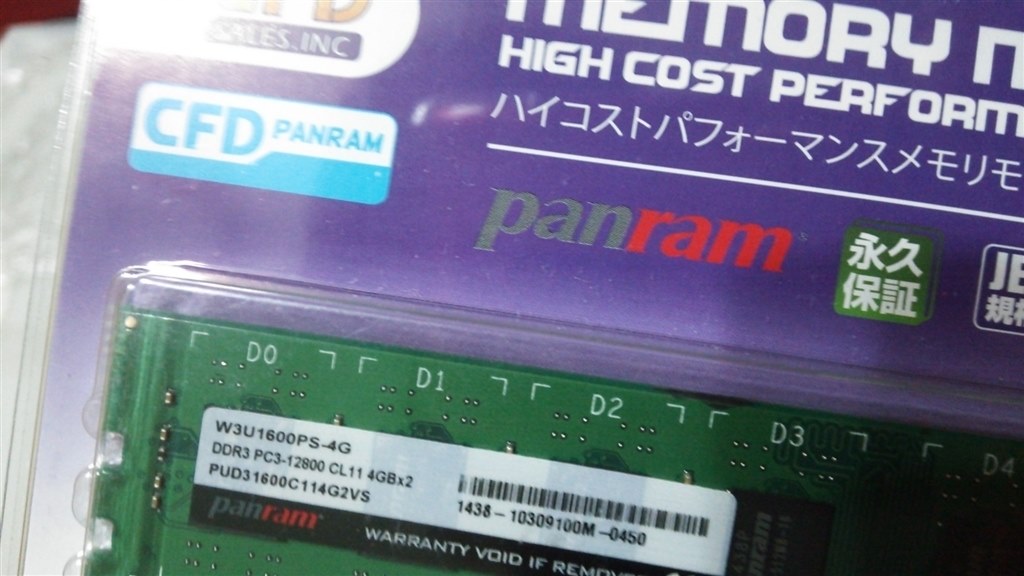 SALES.INC
MEMORY
HIGH COST
ハイコストパフォーマンスメモリモ
CFD PANRAM
panram
永久
保証
D0 D1 D2 D3 D4
W3U1600PS-4G
DDR3 PC3-12800 CL11 4GBx2
PUD31600C114G2VS
1438-10309100M-0450
panram
WARRANTY VOID IF